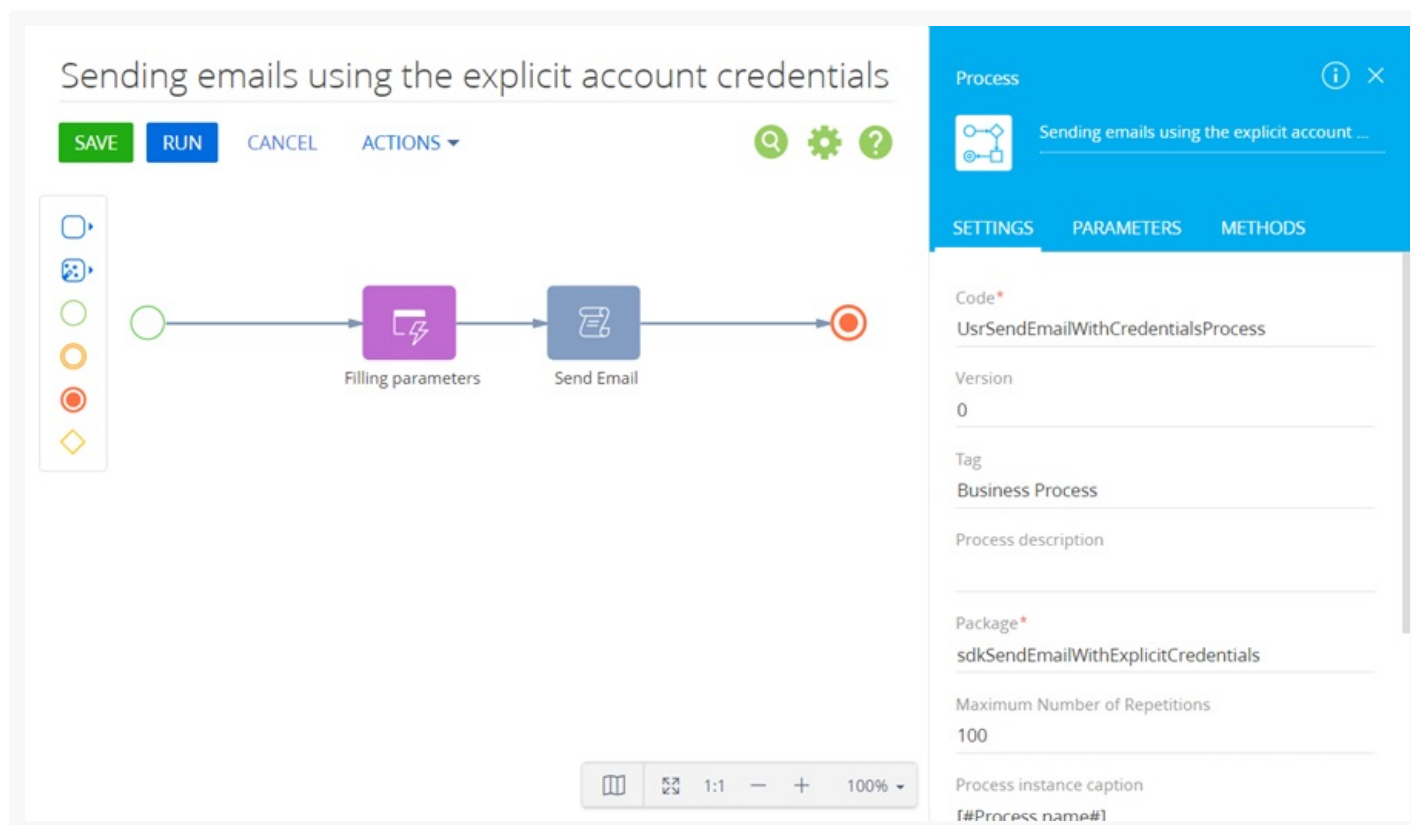 Sending emails using the explicit account credentials
SAVE
RUN
CANCEL
ACTIONS
Filling parameters
Send Email
1:1
100%
Process
Sending emails using the explicit account ...
SETTINGS
PARAMETERS
METHODS
Code*
UsrSendEmailWithCredentialsProcess
Version
0
Tag
Business Process
Process description
Package*
sdkSendEmailWithExplicitCredentials
Maximum Number of Repetitions
100
Process instance caption
[#Process name#]